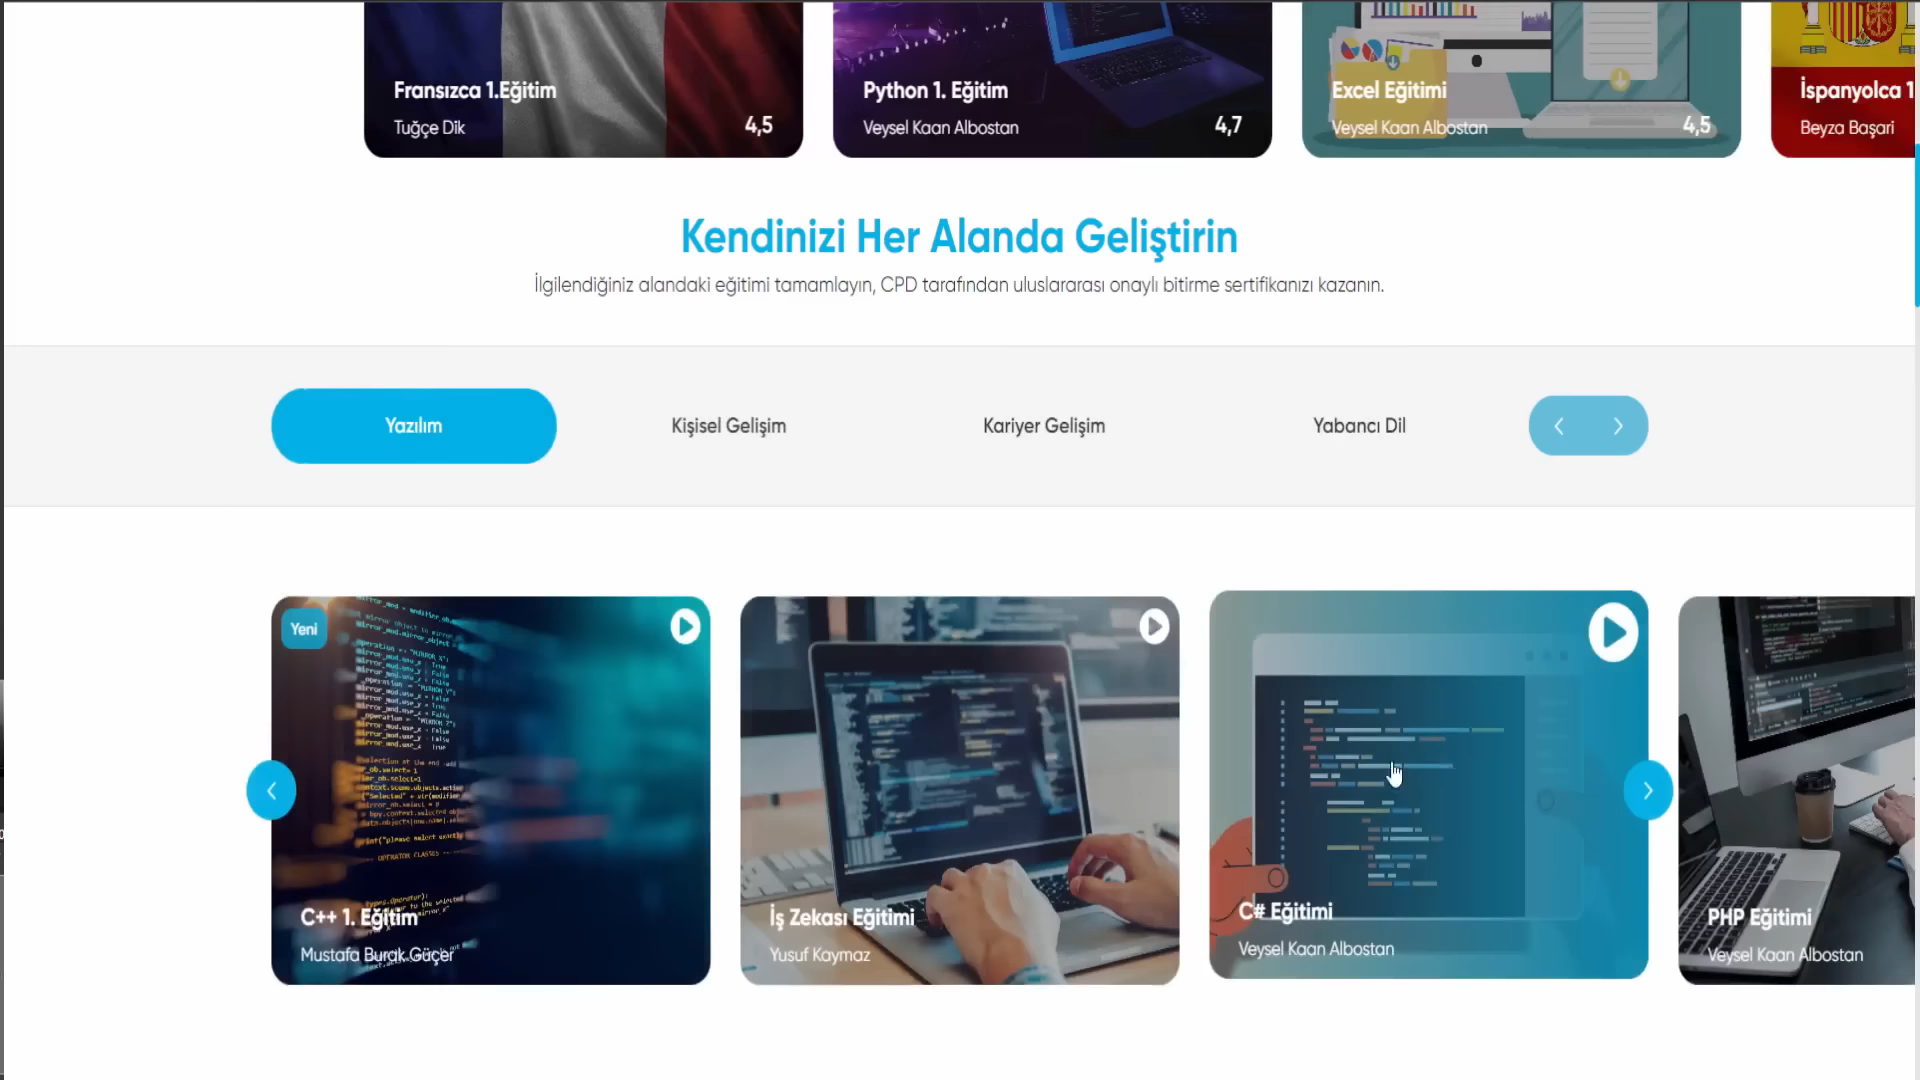 Fransızca 1.Eğitim
Tuğçe Dik
4,5
Python 1. Eğitim
Veysel Kaan Albostan
4,7
Excel Eğitimi
Veysel Kaan Albostan
4,5
İspanyolca 1
Beyza Başari
Kendinizi Her Alanda Geliştirin
İlgilendiğiniz alandaki eğitimi tamamlayın, CPD tarafından uluslararası onaylı bitirme sertifikanızı kazanın.
Yazılım
Kişisel Gelişim
Kariyer Gelişim
Yabancı Dil
Yeni
C++ 1. Eğitim
Mustafa Burak Güçer
İş Zekası Eğitimi
Yusuf Kaymaz
C# Eğitimi
Veysel Kaan Albostan
PHP Eğitimi
Veysel Kaan Albostan